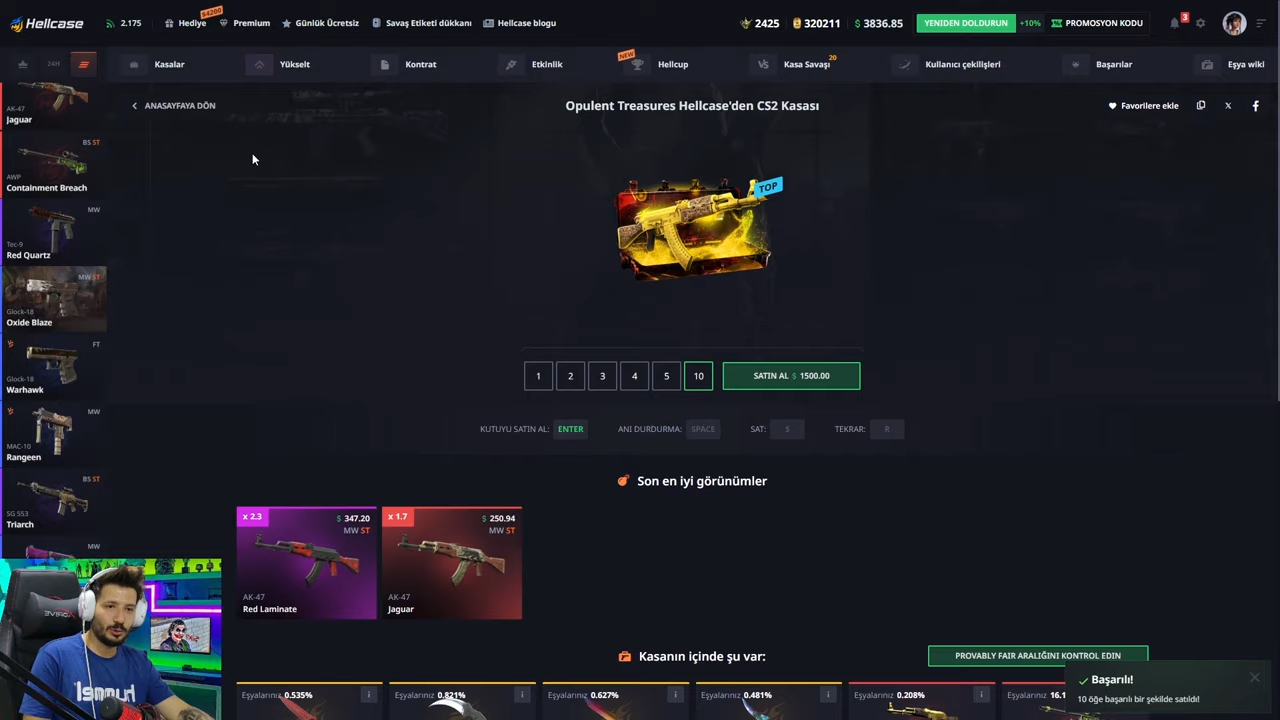 Hellcase
2.175
Hediye
$4200
Premium
Günlük Ücretsiz
Savaş Etiketi dükkanı
Hellcase blogu
2425
320211
$ 3836.85
YENİDEN DOLDURUN
+10%
PROMOSYON KODU
3
24H
Kasalar
Yükselt
Kontrat
Etkinlik
NEW
Hellcup
VS
Kasa Savaşı
20
Kullanıcı çekilişleri
Başarılar
Eşya wiki
AK-47
Jaguar
ANASAYFAYA DÖN
Opulent Treasures Hellcase'den CS2 Kasası
Favorilere ekle
BS ST
AWP
Containment Breach
TOP
MW
Tec-9
Red Quartz
MW ST
Glock-18
Oxide Blaze
FT
Glock-18
Warhawk
1
2
3
4
5
10
SATIN AL $ 1500.00
MW
MAC-10
Rangeen
KUTUYU SATIN AL:
ENTER
ANI DURDURMA:
SPACE
SAT:
S
TEKRAR:
R
BS ST
SG 553
Triarch
Son en iyi görünümler
x 2.3
$ 347.20
MW ST
AK-47
Red Laminate
x 1.7
$ 250.94
MW ST
AK-47
Jaguar
MW
Kasanın içinde şu var:
PROVABLY FAIR ARALIĞINI KONTROL EDIN
Eşyalarınız 0.535%
Eşyalarınız 0.821%
Eşyalarınız 0.627%
Eşyalarınız 0.481%
Eşyalarınız 0.208%
Eşyalarınız 16.1
Başarılı!
10 öğe başarılı bir şekilde satıldı!